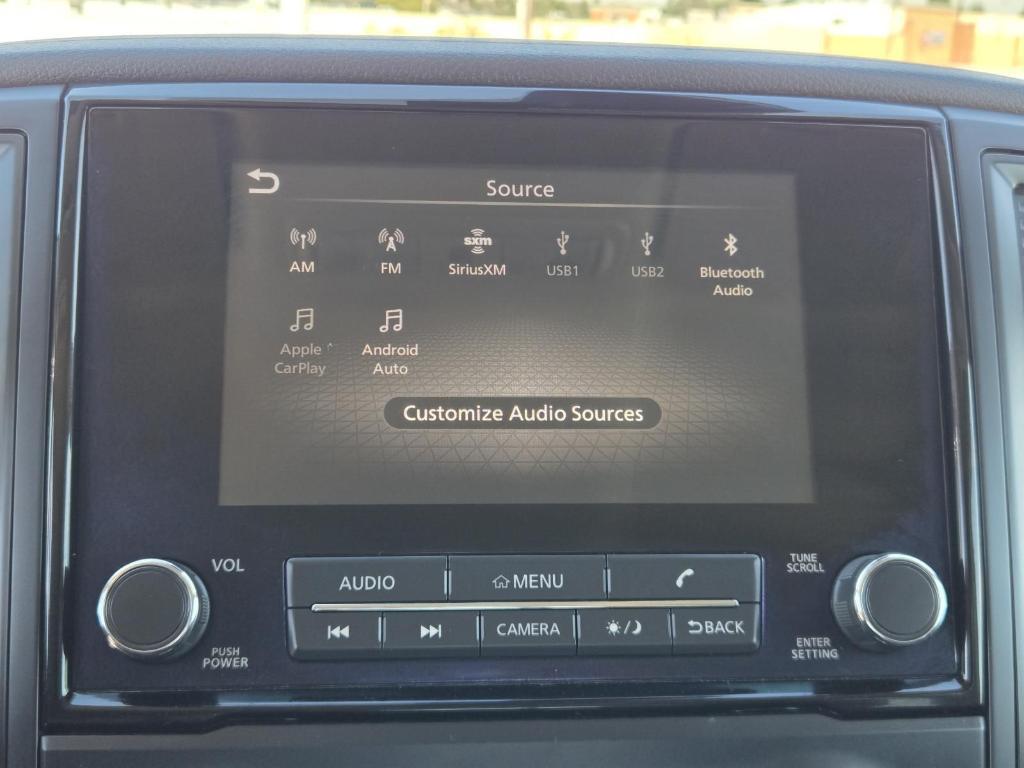 Source
AM
FM
sxm
SiriusXM
USB1
USB2
Bluetooth
Audio
Apple
CarPlay
Android
Auto
Customize Audio Sources
VOL
AUDIO
MENU
TUNE
SCROLL
PUSH
POWER
CAMERA
BACK
ENTER
SETTING